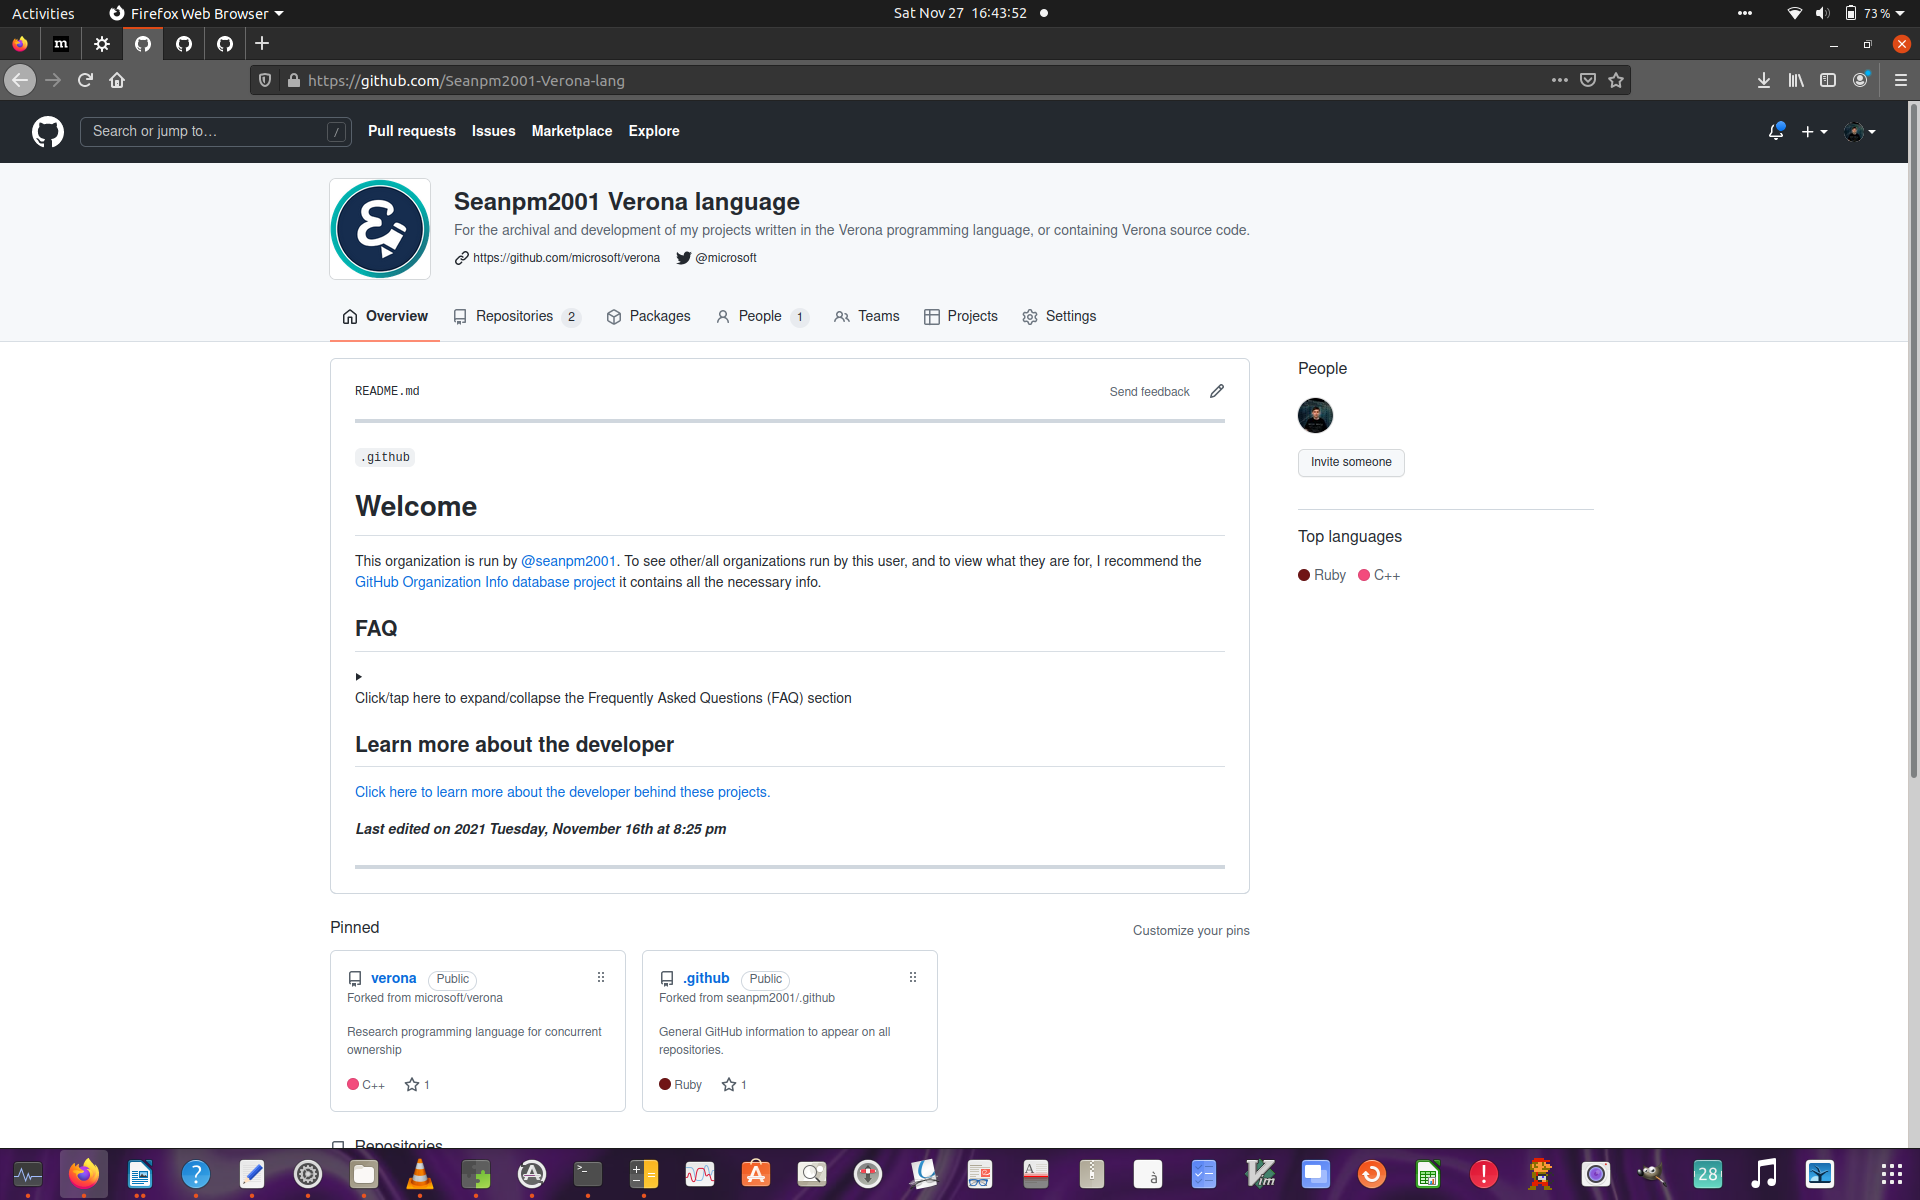 Activities
Firefox Web Browser
Sat Nov 27 16:43:52
73 %
m
https://github.com/Seanpm2001-Verona-lang
Search or jump to… /
Pull requests
Issues
Marketplace
Explore
Seanpm2001 Verona language
For the archival and development of my projects written in the Verona programming language, or containing Verona source code.
https://github.com/microsoft/verona @microsoft
Overview
Repositories 2
Packages
People 1
Teams
Projects
Settings
README.md
Send feedback
.github
Welcome
This organization is run by @seanpm2001. To see other/all organizations run by this user, and to view what they are for, I recommend the
GitHub Organization Info database project it contains all the necessary info.
FAQ
Click/tap here to expand/collapse the Frequently Asked Questions (FAQ) section
Learn more about the developer
Click here to learn more about the developer behind these projects.
Last edited on 2021 Tuesday, November 16th at 8:25 pm
People
Invite someone
Top languages
Ruby C++
Pinned
Customize your pins
verona Public
Forked from microsoft/verona
Research programming language for concurrent
ownership
C++ 1
.github Public
Forked from seanpm2001/.github
General GitHub information to appear on all
repositories.
Ruby 1
Repositories
28